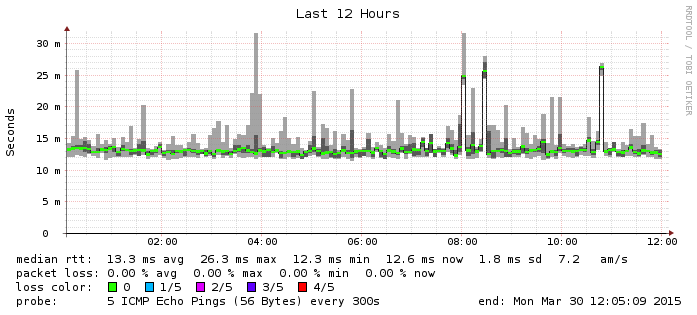 Last 12 Hours
RRDTOOL / TOBI OETIKER
Seconds
30 m
25 m
20 m
15 m
10 m
5 m
0
02:00 04:00 06:00 08:00 10:00 12:00
median rtt: 13.3 ms avg 26.3 ms max 12.3 ms min 12.6 ms now 1.8 ms sd 7.2 am/s
packet loss: 0.00 % avg 0.00 % max 0.00 % min 0.00 % now
loss color: 0 1/5 2/5 3/5 4/5
probe: 5 ICMP Echo Pings (56 Bytes) every 300s end: Mon Mar 30 12:05:09 2015